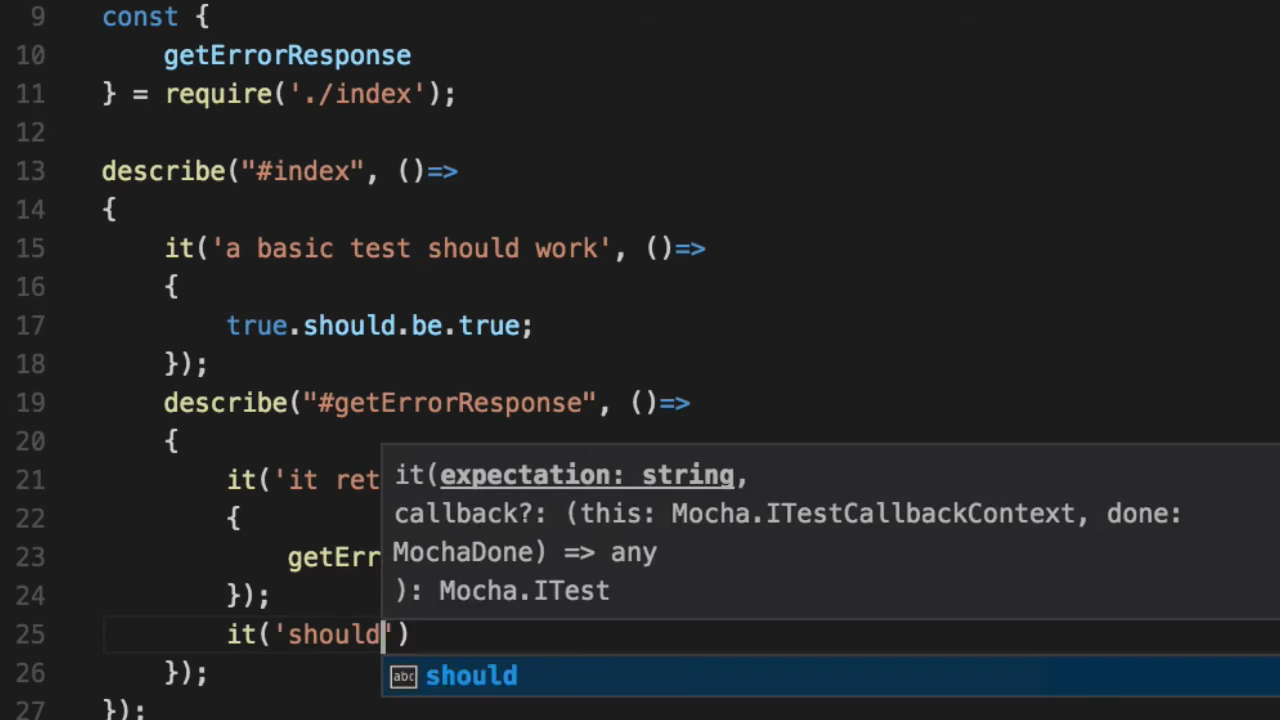 9 const {
10 getErrorResponse
11 } = require('./index');
12
13 describe("#index", ()=>
14 {
15 it('a basic test should work', ()=>
16 {
17 true.should.be.true;
18 });
19 describe("#getErrorResponse", ()=>
20 {
21 it('it ret
22 {
23 getErr
24 });
25 it('should')
26 });
27 });
it(expectation: string,
callback?: (this: Mocha.ITestCallbackContext, done:
MochaDone) => any
): Mocha.ITest
abc should